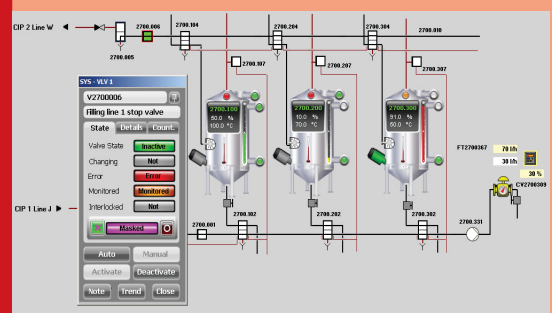 CIP 2 Line W
2700.006
2700.104
2700.204
2700.304
2700.010
2700.005
2700.107
2700.207
2700.307
SYS - VLV 1
V2700006
Filling line 1 stop valve
State Details Count.
Valve State Inactive
Changing Not
Error Error
Monitored Monitored
Interlocked Not
Masked
Auto Manual
Activate Deactivate
Note Trend Close
2700.100
50.0 %
100.0 °C
2700.200
10.0 %
70.0 °C
2700.300
91.0 %
100.0 °C
FT2700367
70 l/h
30 l/h
30 %
CV2700309
CIP 1 Line J
2700.001
2700.102
2700.202
2700.302
2700.331